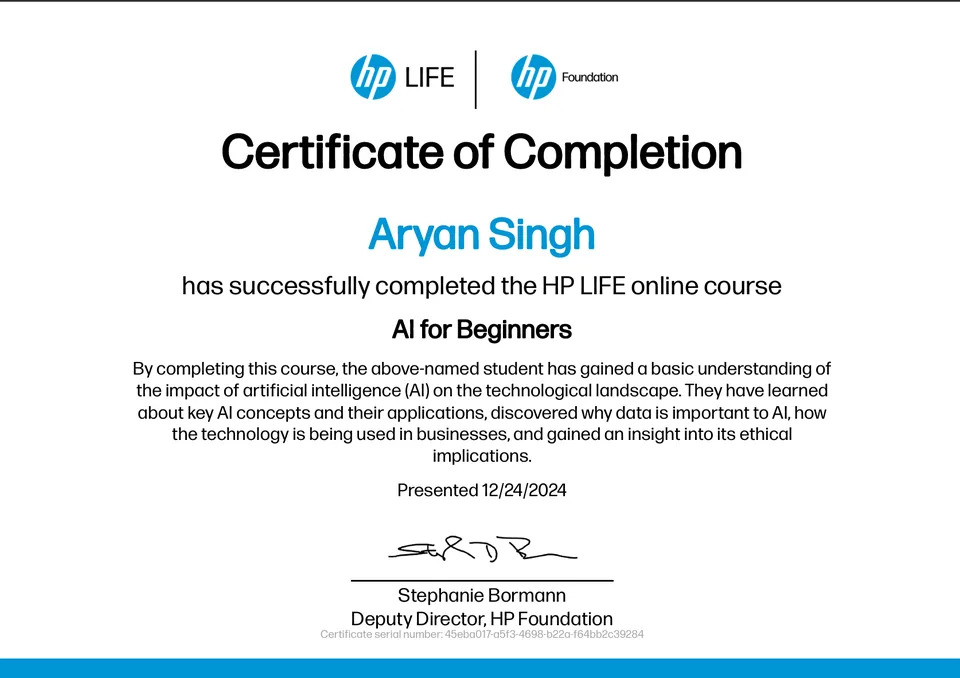 hp LIFE | hp Foundation
Certificate of Completion
Aryan Singh
has successfully completed the HP LIFE online course
AI for Beginners
By completing this course, the above-named student has gained a basic understanding of
the impact of artificial intelligence (AI) on the technological landscape. They have learned
about key AI concepts and their applications, discovered why data is important to AI, how
the technology is being used in businesses, and gained an insight into its ethical
implications.
Presented 12/24/2024
Stephanie Bormann
Deputy Director, HP Foundation
Certificate serial number: 45eba017-a5f3-4698-b22a-f64bb2c39284